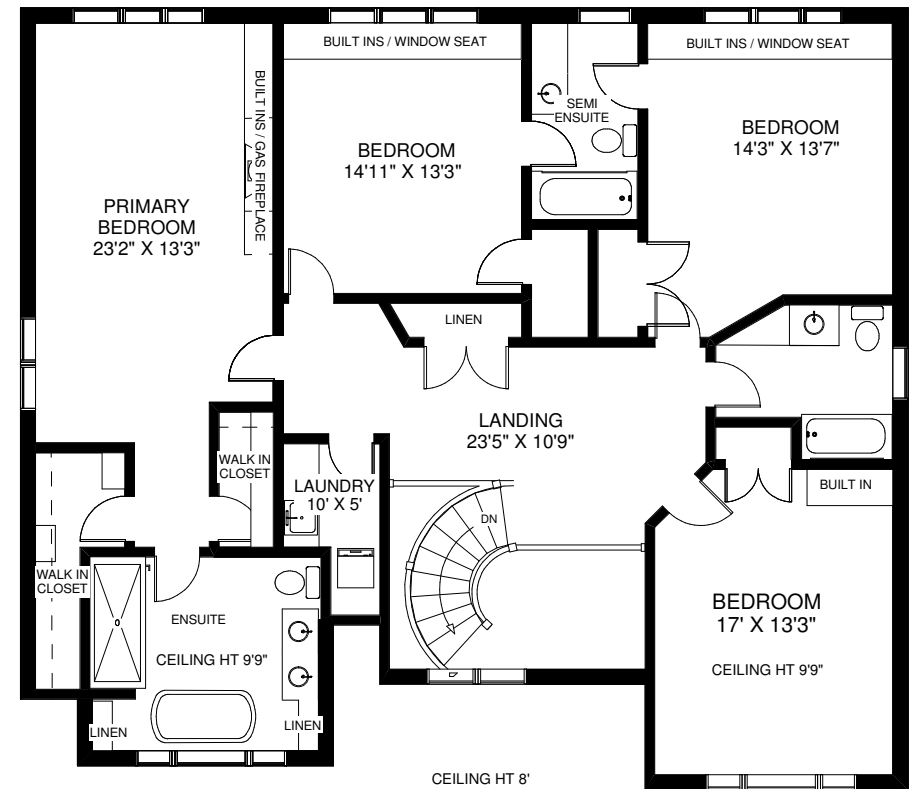 BUILT INS / WINDOW SEAT
BUILT INS / WINDOW SEAT
BUILT INS / GAS FIREPLACE
SEMI
ENSUITE
BEDROOM
14'11" X 13'3"
BEDROOM
14'3" X 13'7"
PRIMARY
BEDROOM
23'2" X 13'3"
LINEN
LANDING
23'5" X 10'9"
WALK IN
CLOSET
LAUNDRY
10' X 5'
BUILT IN
DN
WALK IN
CLOSET
ENSUITE
CEILING HT 9'9"
BEDROOM
17' X 13'3"
CEILING HT 9'9"
LINEN
LINEN
CEILING HT 8'